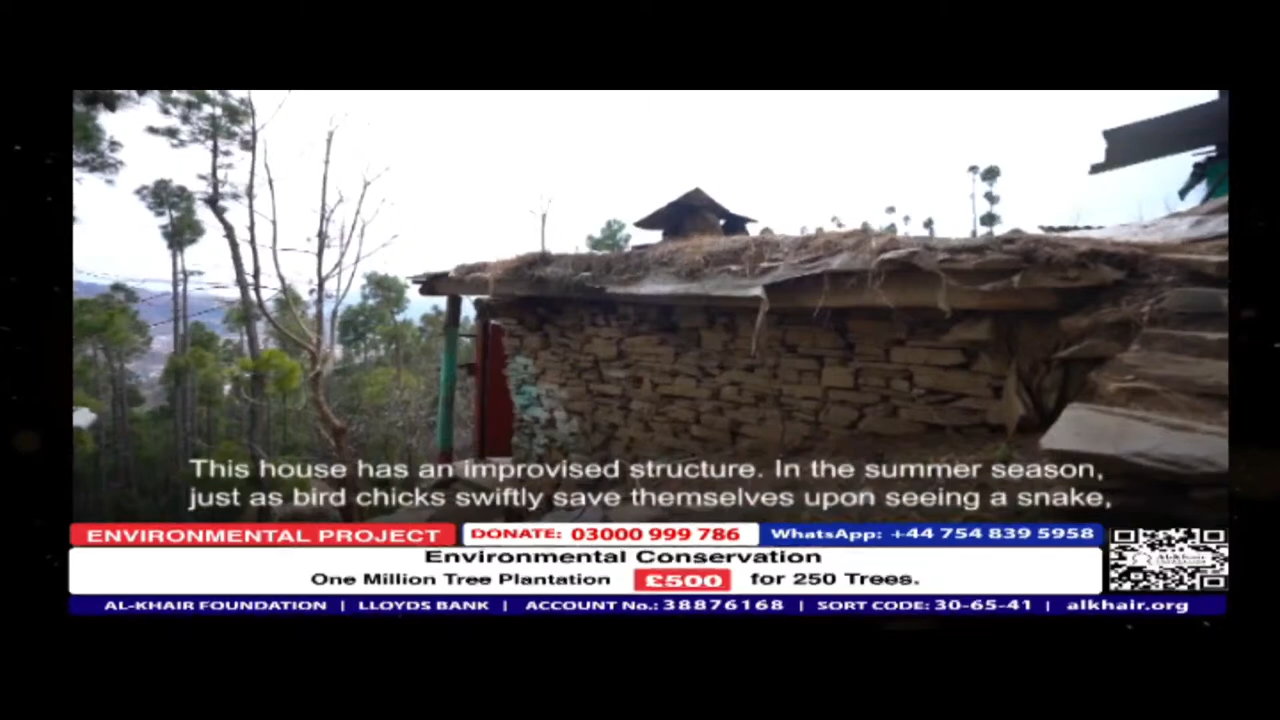 This house has an improvised structure. In the summer season,
just as bird chicks swiftly save themselves upon seeing a snake,
ENVIRONMENTAL PROJECT
DONATE: 03000 999 786
WhatsApp: +44 754 839 5958
Environmental Conservation
One Million Tree Plantation £500 for 250 Trees.
AL-KHAIR FOUNDATION | LLOYDS BANK | ACCOUNT No.: 38876168 | SORT CODE: 30-65-41 | alkhair.org